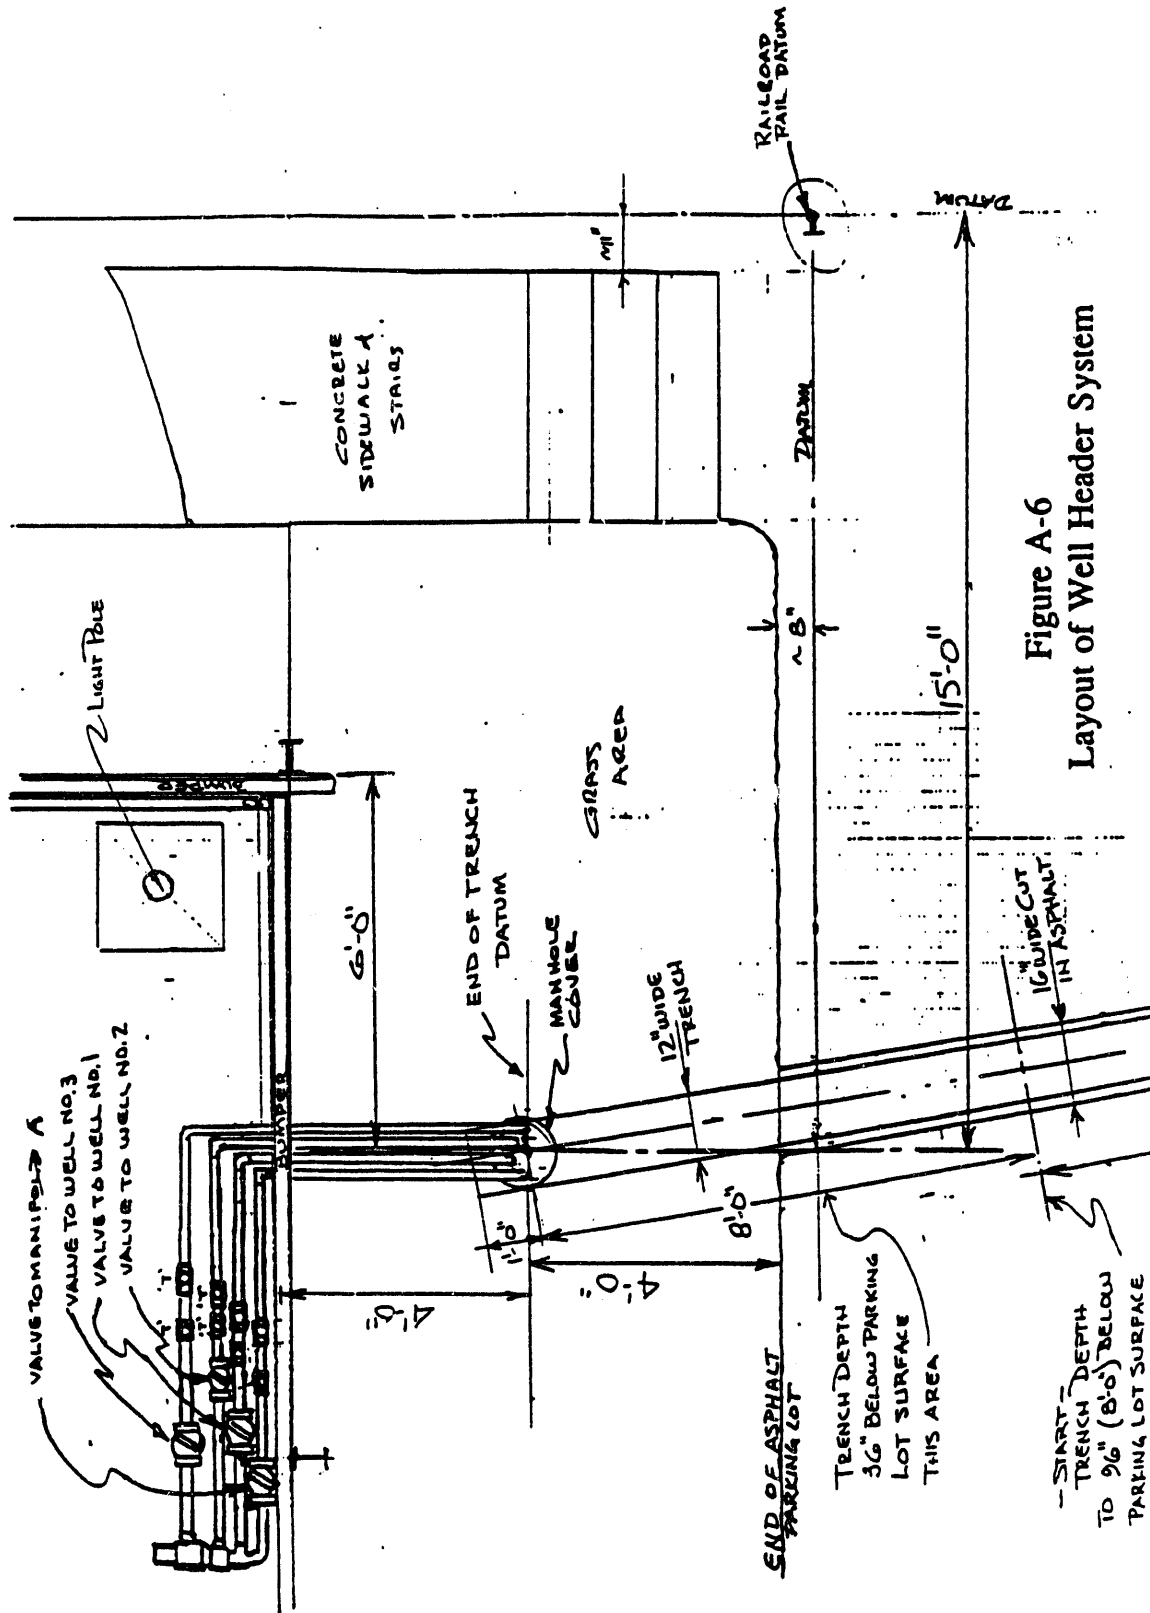 VALVE TO MANIFOLD A
VALVE TO WELL NO.3
VALVE TO WELL NO.1
VALVE TO WELL NO.2
LIGHT POLE
"T"
"T"
"T"
"T"
BUMPER
BUMPER
6'-0"
4'-0"
4'-0"
1'-0"
8'-0"
END OF TRENCH
DATUM
MANHOLE
COVER
12" WIDE
TRENCH
GRASS
AREA
CONCRETE
SIDEWALK &
STAIRS
RAILROAD
RAIL DATUM
DATUM
DATUM
~ 8"
15'-0"
16" WIDE CUT
IN ASPHALT
END OF ASPHALT
PARKING LOT
TRENCH DEPTH
36" BELOW PARKING
LOT SURFACE
THIS AREA
- START -
TRENCH DEPTH
TO 96" (8'-0") BELOW
PARKING LOT SURFACE
Figure A-6
Layout of Well Header System